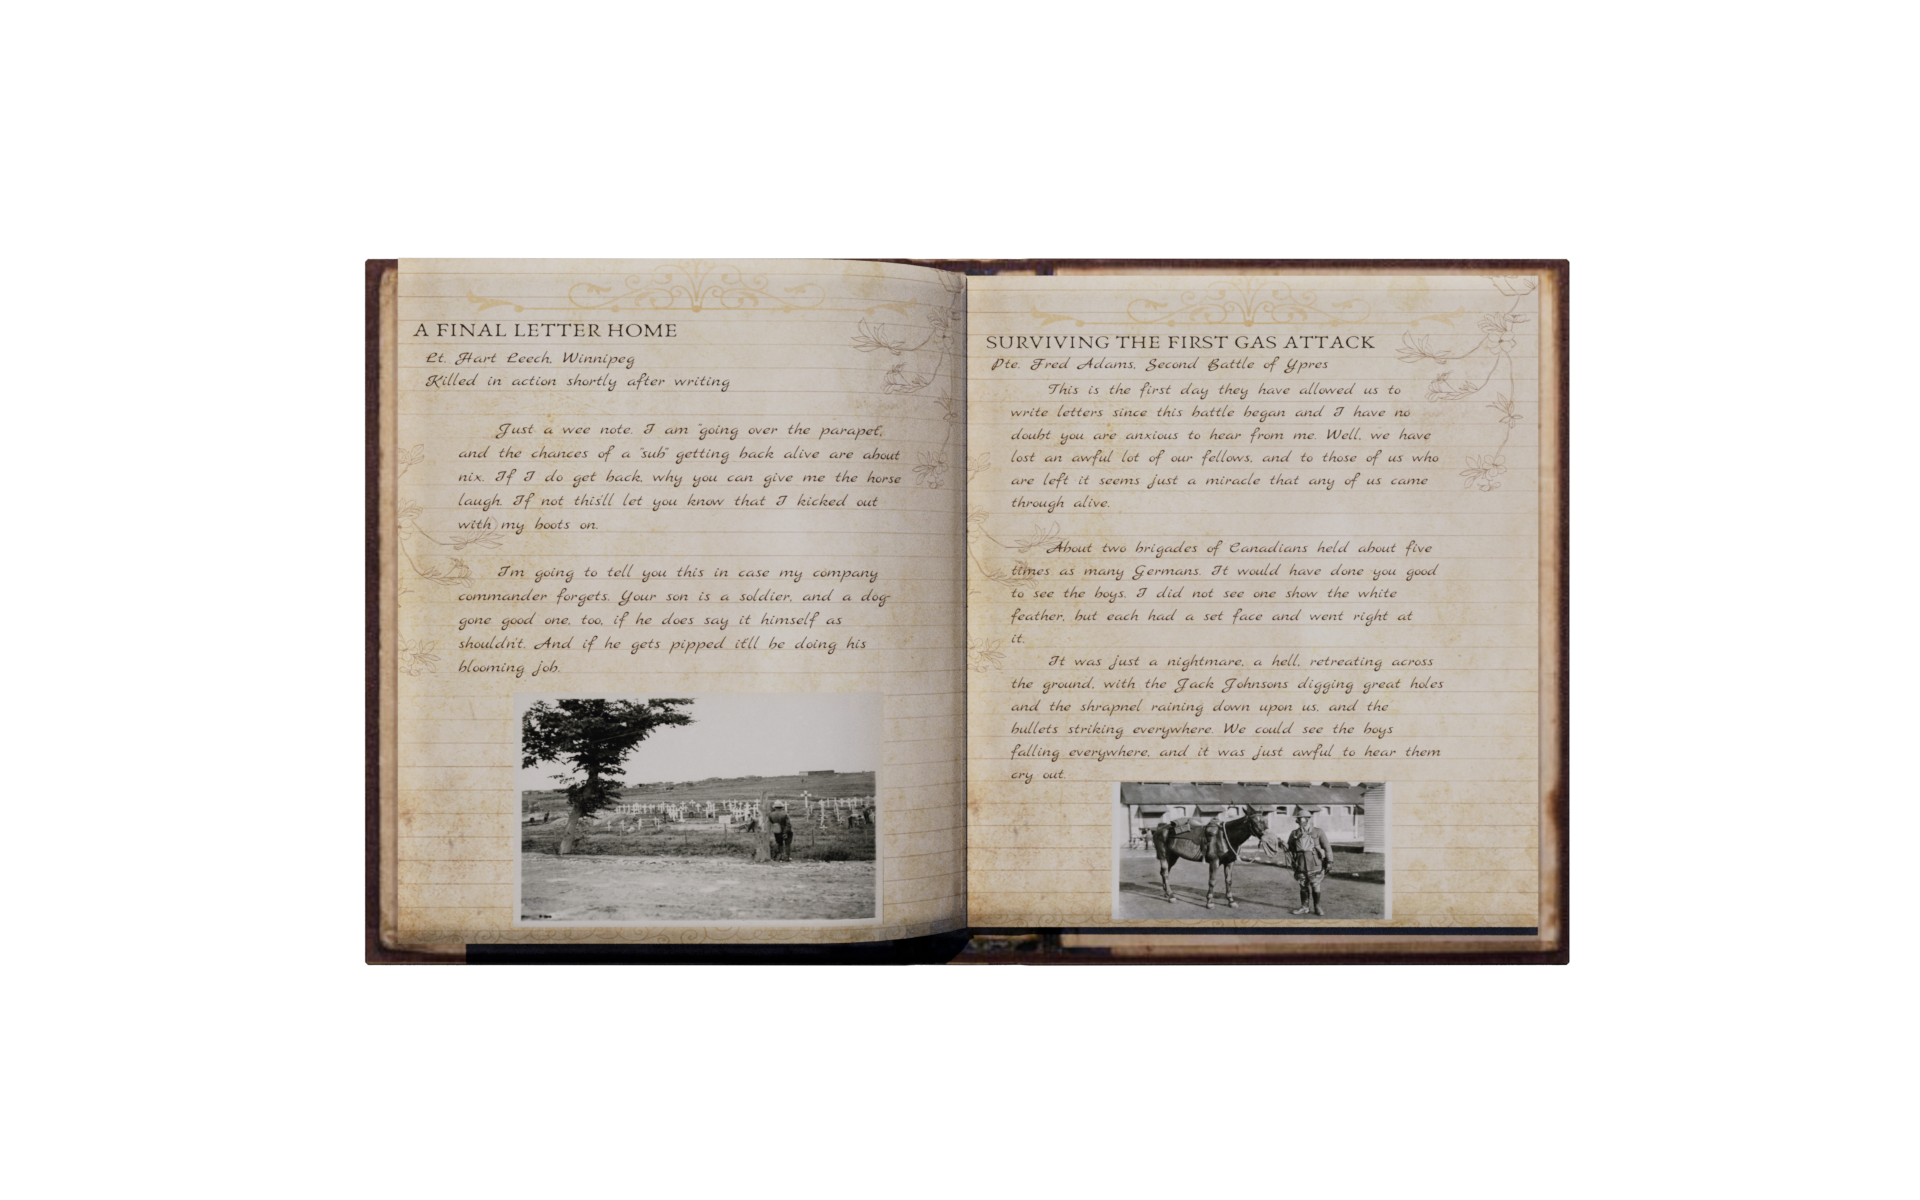 A FINAL LETTER HOME
Lt. Hart Leech, Winnipeg
Killed in action shortly after writing
Just a wee note. I am "going over the parapet",
and the chances of a "sub" getting back alive are about
nix. If I do get back, why you can give me the horse
laugh. If not this'll let you know that I kicked out
with my boots on.
I'm going to tell you this in case my company
commander forgets. Your son is a soldier, and a dog-
gone good one, too, if he does say it himself as
shouldn't. And if he gets pipped it'll be doing his
blooming job.
SURVIVING THE FIRST GAS ATTACK
Pte. Fred Adams, Second Battle of Ypres
This is the first day they have allowed us to
write letters since this battle began and I have no
doubt you are anxious to hear from me. Well, we have
lost an awful lot of our fellows, and to those of us who
are left it seems just a miracle that any of us came
through alive.
About two brigades of Canadians held about five
times as many Germans. It would have done you good
to see the boys. I did not see one show the white
feather, but each had a set face and went right at
it.
It was just a nightmare, a hell, retreating across
the ground, with the Jack Johnsons digging great holes
and the shrapnel raining down upon us, and the
bullets striking everywhere. We could see the boys
falling everywhere, and it was just awful to hear them
cry out.